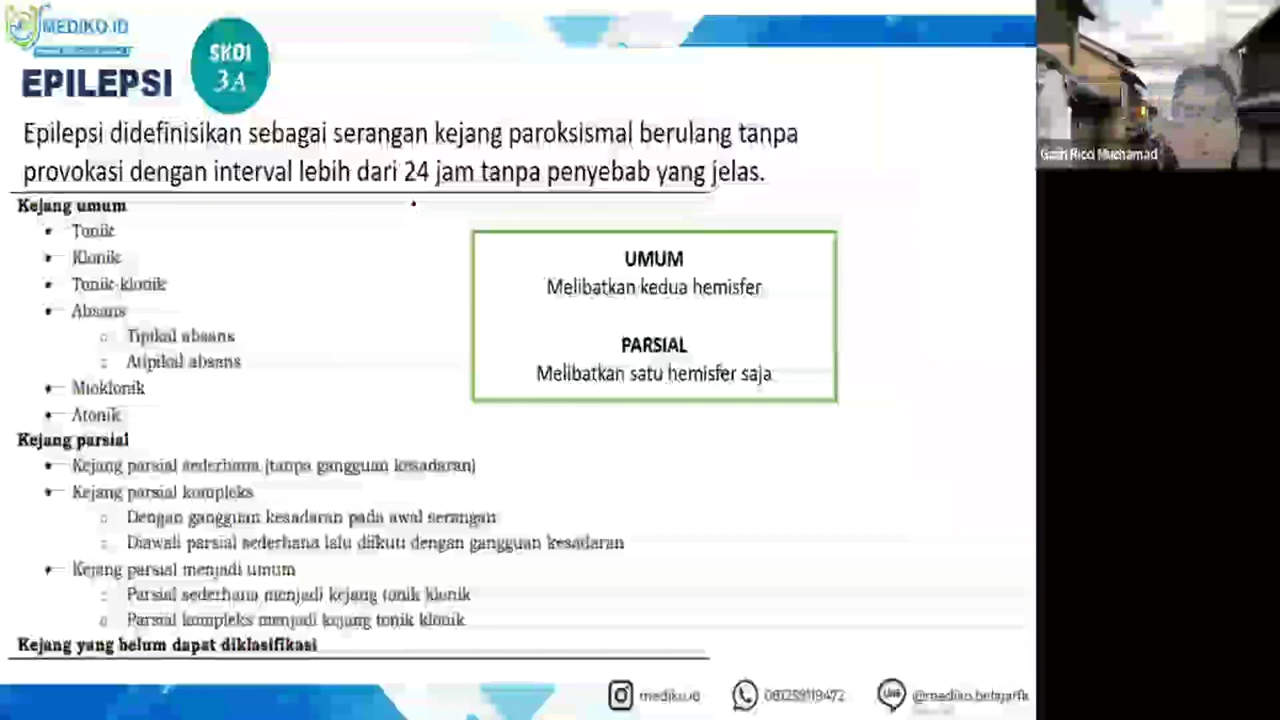 MEDIKO.ID
SKDI
3A
EPILEPSI
Epilepsi didefinisikan sebagai serangan kejang paroksismal berulang tanpa
provokasi dengan interval lebih dari 24 jam tanpa penyebab yang jelas.
Kejang umum
Tonik
Klonik
Tonik-klonik
Absans
Tipikal absans
Atipikal absans
Mioklonik
Atonik
Kejang parsial
Kejang parsial sederhana (tanpa gangguan kesadaran)
Kejang parsial kompleks
Dengan gangguan kesadaran pada awal serangan
Diawali parsial sederhana lalu diikuti dengan gangguan kesadaran
Kejang parsial menjadi umum
Parsial sederhana menjadi kejang tonik klonik
Parsial kompleks menjadi kejang tonik klonik
Kejang yang belum dapat diklasifikasi
UMUM
Melibatkan kedua hemisfer
PARSIAL
Melibatkan satu hemisfer saja
mediko.id
LINE
Muchamad